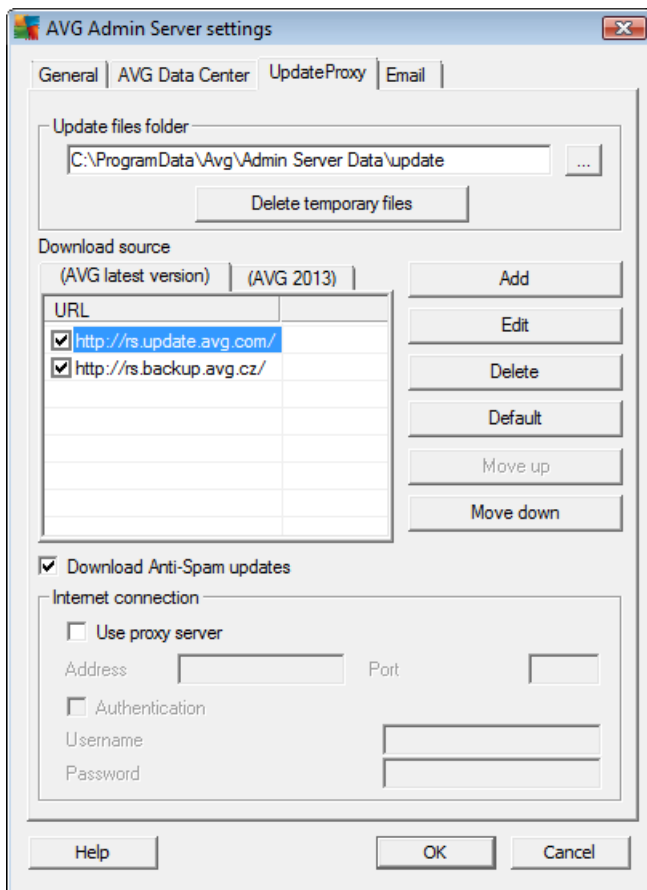 AVG Admin Server settings
General AVG Data Center UpdateProxy Email
Update files folder
C:\ProgramData\Avg\Admin Server Data\update ...
Delete temporary files
Download source
(AVG latest version) (AVG 2013)
URL
http://rs.update.avg.com/
http://rs.backup.avg.cz/
Add
Edit
Delete
Default
Move up
Move down
Download Anti-Spam updates
Internet connection
Use proxy server
Address Port
Authentication
Username
Password
Help OK Cancel